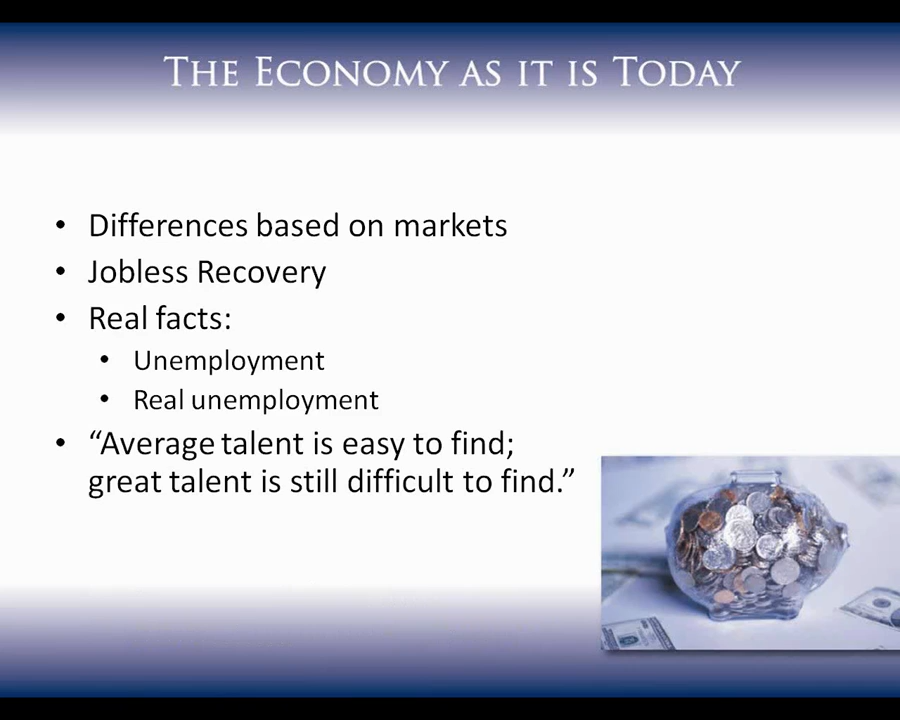 THE ECONOMY AS IT IS TODAY
• Differences based on markets
• Jobless Recovery
• Real facts:
• Unemployment
• Real unemployment
• “Average talent is easy to find;
great talent is still difficult to find.”